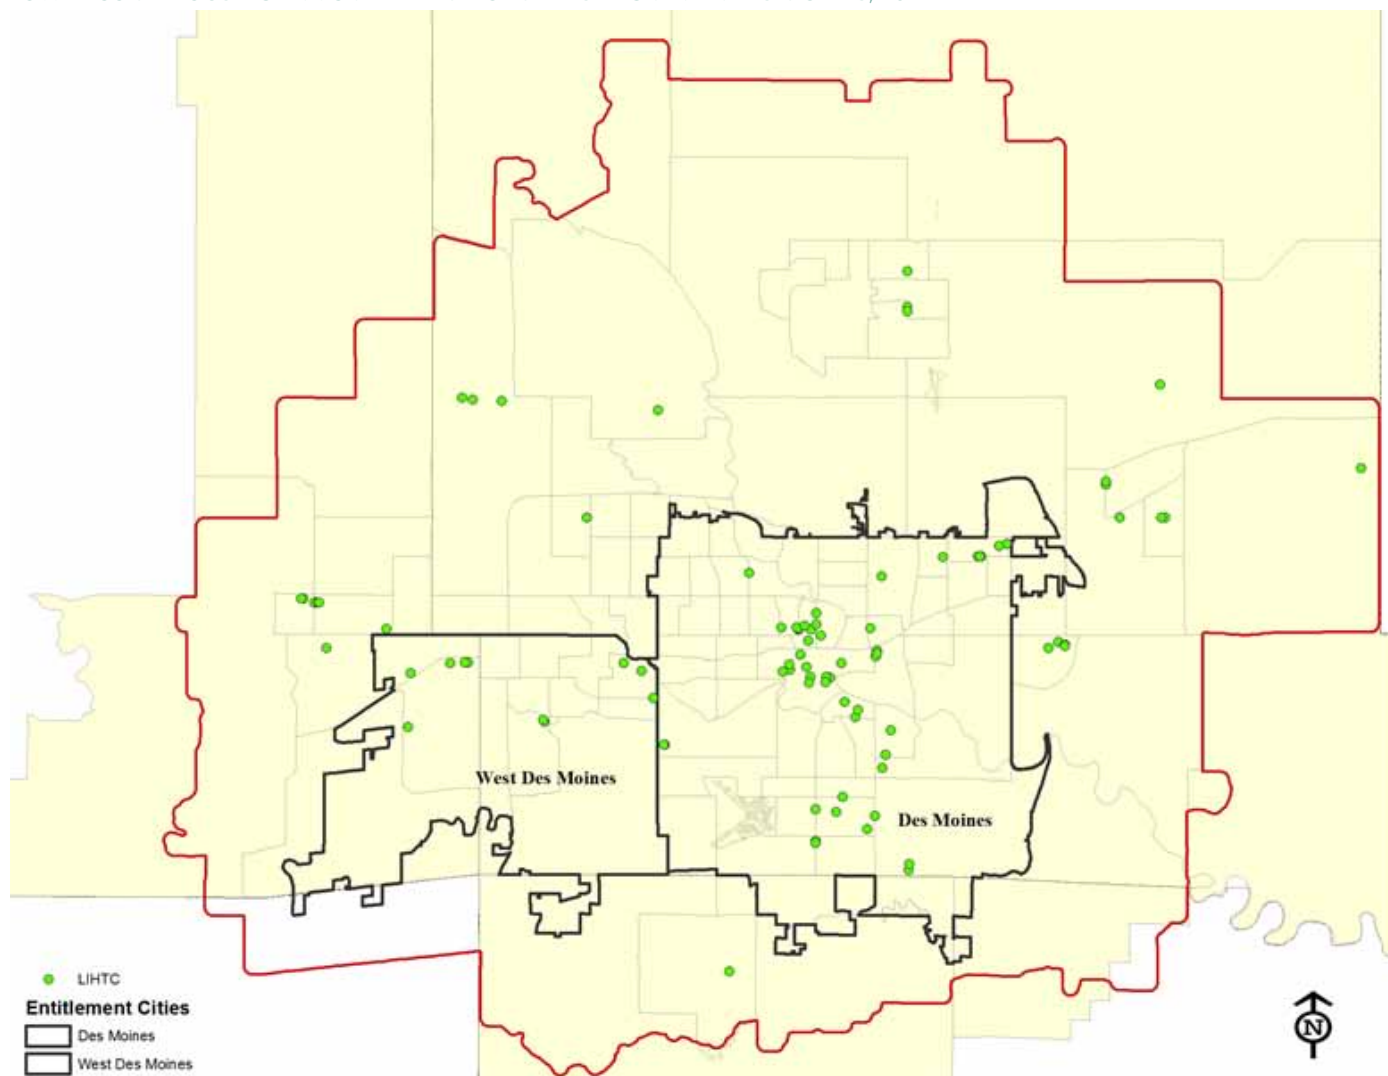 West Des Moines
Des Moines
LIHTC
Entitlement Cities
Des Moines
West Des Moines
N